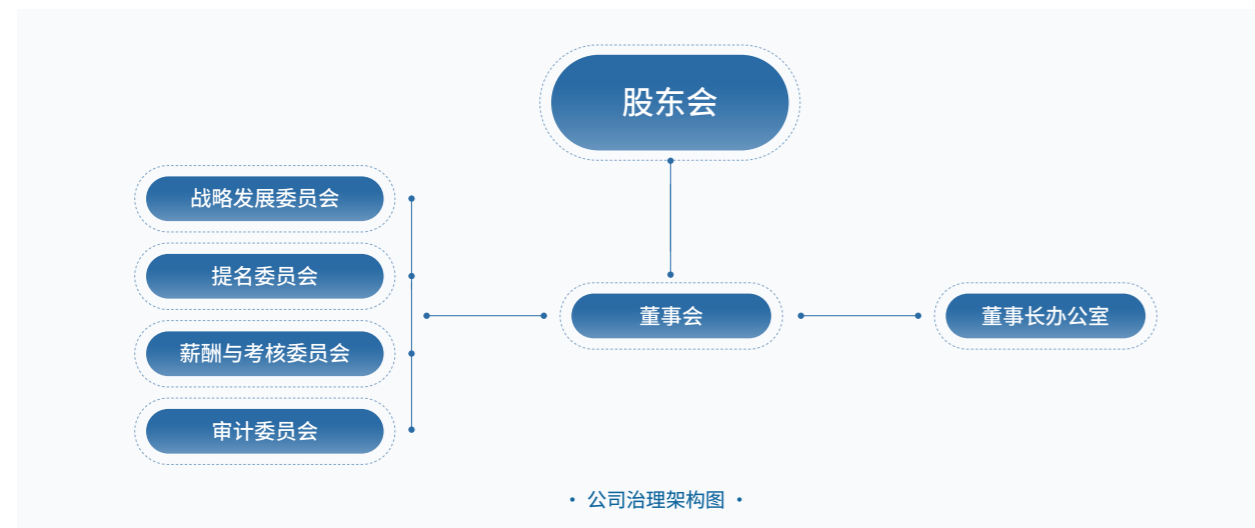 股东会
战略发展委员会
提名委员会
薪酬与考核委员会
审计委员会
董事会
董事长办公室
• 公司治理架构图 •